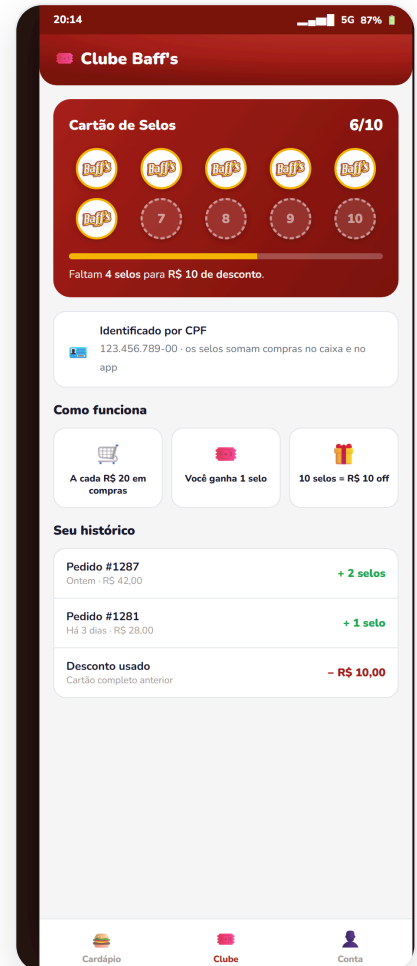 20:14
5G 87%
Clube Baff's
Cartão de Selos 6/10
Baff's Baff's Baff's Baff's Baff's
Baff's 7 8 9 10
Faltam 4 selos para R$ 10 de desconto.
Identificado por CPF
123.456.789-00 · os selos somam compras no caixa e no
app
Como funciona
A cada R$ 20 em
compras
Você ganha 1 selo
10 selos = R$ 10 off
Seu histórico
Pedido #1287
Ontem · R$ 42,00
+ 2 selos
Pedido #1281
Há 3 dias · R$ 28,00
+ 1 selo
Desconto usado
Cartão completo anterior
− R$ 10,00
Cardápio
Clube
Conta